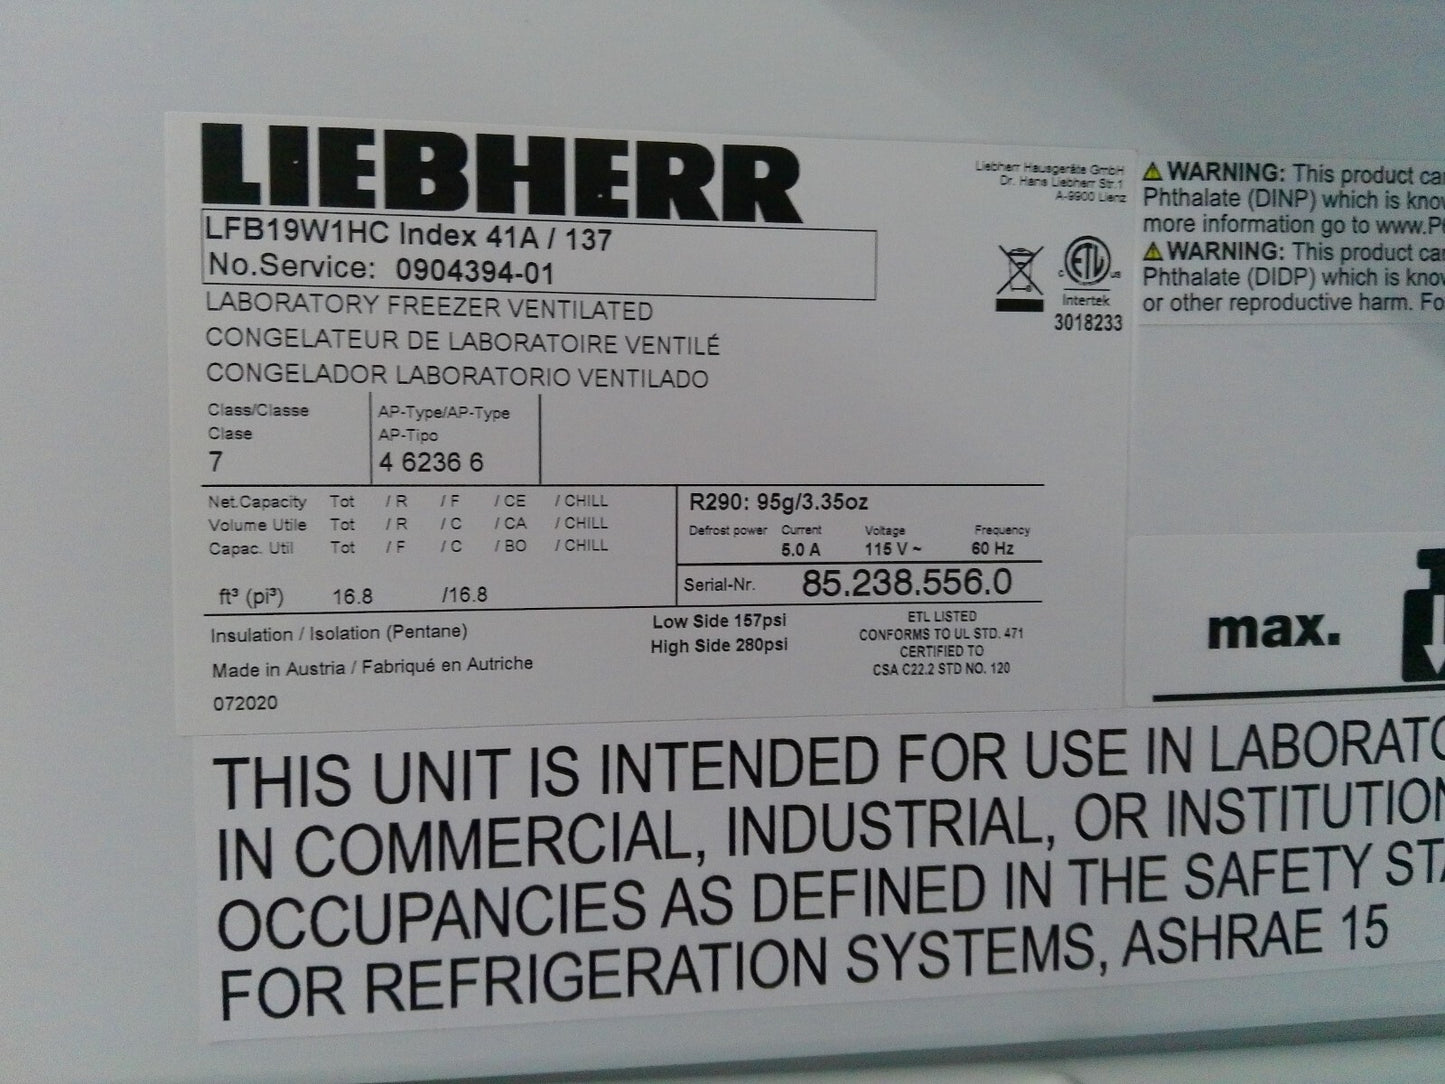 LIEBHERR
LFB19W1HC Index 41A / 137
No.Service: 0904394-01
LABORATORY FREEZER VENTILATED
CONGELATEUR DE LABORATOIRE VENTILÉ
CONGELADOR LABORATORIO VENTILADO
Liebherr Hausgeräte GmbH
Dr. Hans Liebherr Str.1
A-9900 Lienz
c ETL us
Intertek
3018233
Class/Classe
Clase
7
AP-Type/AP-Type
AP-Tipo
4 6236 6
Net.Capacity Tot / R / F / CE / CHILL
Volume Utile Tot / R / C / CA / CHILL
Capac. Util Tot / F / C / BO / CHILL
ft³ (pi³) 16.8 /16.8
R290: 95g/3.35oz
Defrost power Current Voltage Frequency
5.0 A 115 V ~ 60 Hz
Serial-Nr. 85.238.556.0
Insulation / Isolation (Pentane)
Made in Austria / Fabriqué en Autriche
072020
Low Side 157psi
High Side 280psi
ETL LISTED
CONFORMS TO UL STD. 471
CERTIFIED TO
CSA C22.2 STD NO. 120
WARNING: This product ca
Phthalate (DINP) which is know
more information go to www.P
WARNING: This product ca
Phthalate (DIDP) which is know
or other reproductive harm. Fo
max.
THIS UNIT IS INTENDED FOR USE IN LABORATO
IN COMMERCIAL, INDUSTRIAL, OR INSTITUTION
OCCUPANCIES AS DEFINED IN THE SAFETY STA
FOR REFRIGERATION SYSTEMS, ASHRAE 15